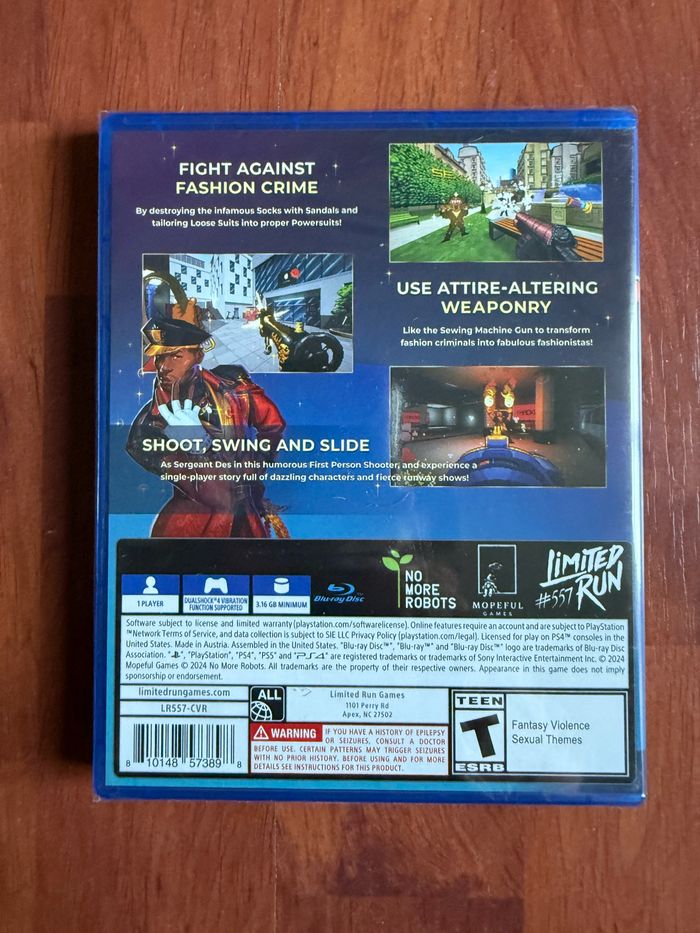 FIGHT AGAINST
FASHION CRIME
By destroying the infamous Socks with Sandals and
tailoring Loose Suits into proper Powersuits!
USE ATTIRE-ALTERING
WEAPONRY
Like the Sewing Machine Gun to transform
fashion criminals into fabulous fashionistas!
SHOOT, SWING AND SLIDE
As Sergeant Des in this humorous First Person Shooter, and experience a
single-player story full of dazzling characters and fierce runway shows!
1 PLAYER
DUALSHOCK®4 VIBRATION
FUNCTION SUPPORTED
3.16 GB MINIMUM
Blu-ray Disc™
NO
MORE
ROBOTS
MOPEFUL
GAMES
LiMiTED
RUN
#557
Software subject to license and limited warranty (playstation.com/softwarelicense). Online features require an account and are subject to PlayStation
™Network Terms of Service, and data collection is subject to SIE LLC Privacy Policy (playstation.com/legal). Licensed for play on PS4™ consoles in the
United States. Made in Austria. Assembled in the United States. "Blu-ray Disc™", "Blu-ray™" and "Blu-ray Disc™" logo are trademarks of Blu-ray Disc
Association. "PS", "PlayStation", "PS4", "PS5" and "PS4" are registered trademarks or trademarks of Sony Interactive Entertainment Inc. © 2024
Mopeful Games © 2024 No More Robots. All trademarks are the property of their respective owners. Appearance in this game does not imply
sponsorship or endorsement.
limitedrungames.com
LR557-CVR
8 10148 57389 8
ALL
Limited Run Games
1101 Perry Rd
Apex, NC 27502
WARNING IF YOU HAVE A HISTORY OF EPILEPSY
OR SEIZURES, CONSULT A DOCTOR
BEFORE USE. CERTAIN PATTERNS MAY TRIGGER SEIZURES
WITH NO PRIOR HISTORY. BEFORE USING AND FOR MORE
DETAILS SEE INSTRUCTIONS FOR THIS PRODUCT.
TEEN
T
ESRB
Fantasy Violence
Sexual Themes